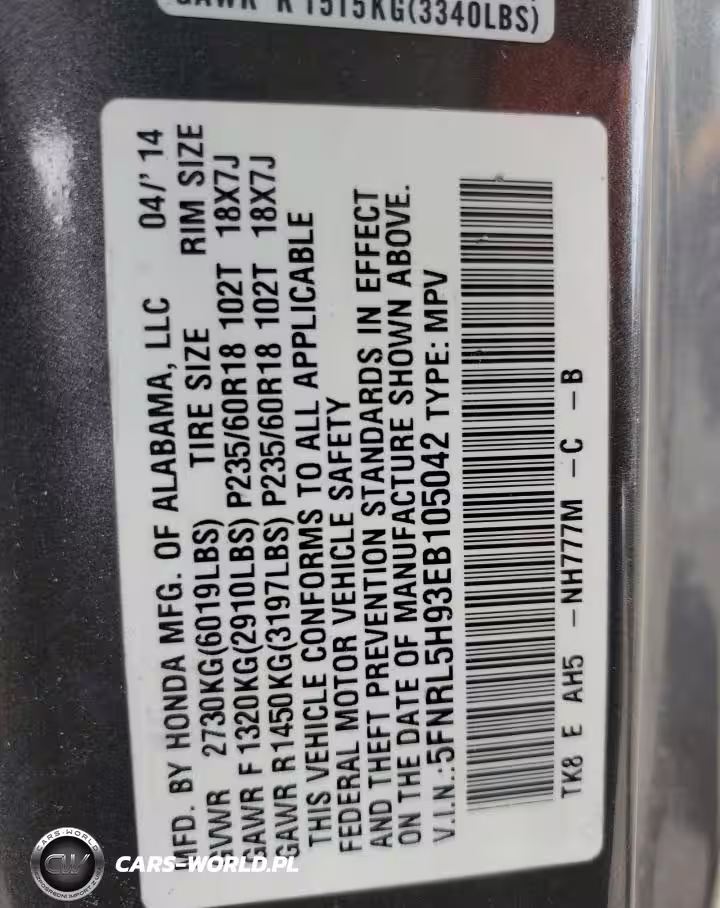 GAWR R 1515KG(3340LBS)
MFD. BY HONDA MFG. OF ALABAMA, LLC 04/'14
GVWR 2730KG(6019LBS) TIRE SIZE RIM SIZE
GAWR F 1320KG(2910LBS) P235/60R18 102T 18X7J
GAWR R1450KG(3197LBS) P235/60R18 102T 18X7J
THIS VEHICLE CONFORMS TO ALL APPLICABLE
FEDERAL MOTOR VEHICLE SAFETY
AND THEFT PREVENTION STANDARDS IN EFFECT
ON THE DATE OF MANUFACTURE SHOWN ABOVE.
V.I.N.:5FNRL5H93EB105042 TYPE: MPV
TK8 E AH5 -NH777M -C -B
CARS-WORLD
CW
CARS-WORLD.PL